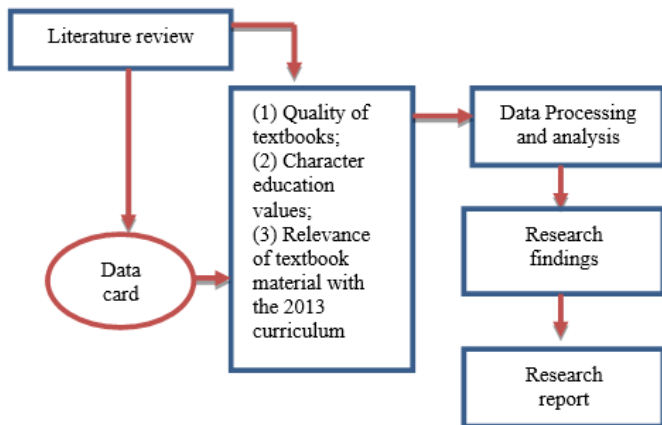 Literature review
(1) Quality of
textbooks;
(2) Character
education
values;
(3) Relevance
of textbook
material with
the 2013
curriculum
Data Processing
and analysis
Data
card
Research
findings
Research
report